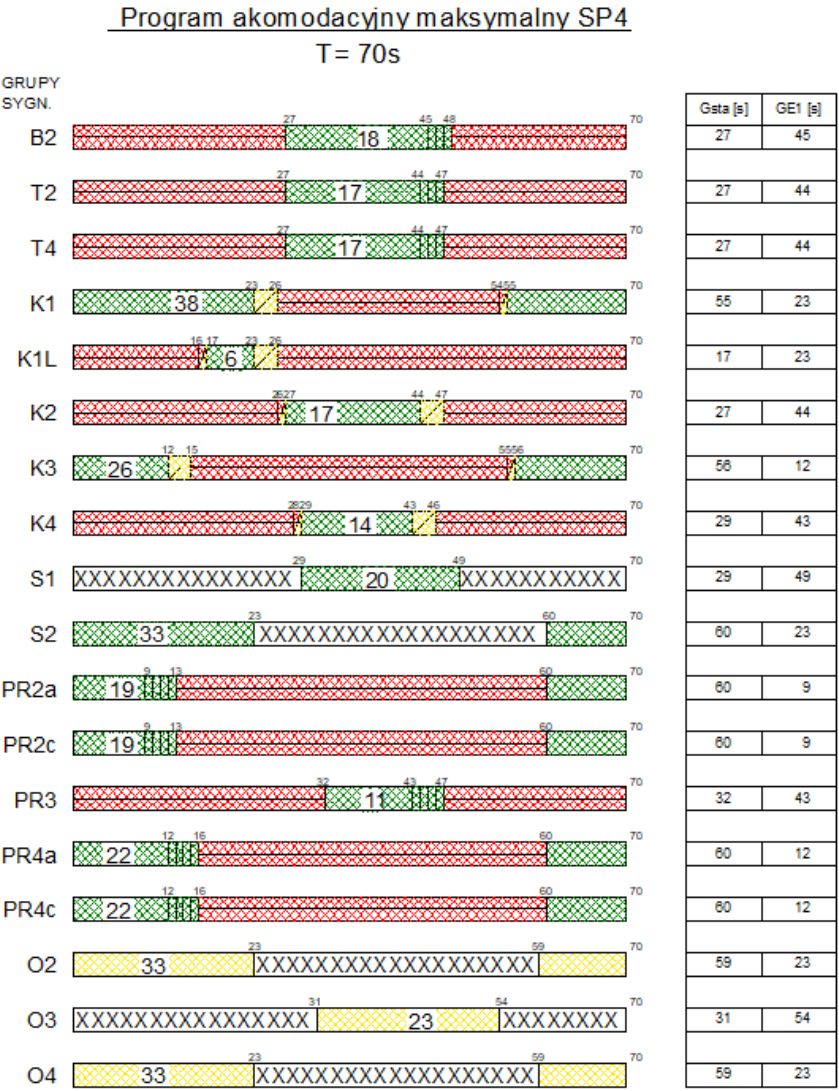 Program akomodacyjny maksymalny SP4
T= 70s
GRUPY
SYGN.
Gsta [s] GE1 [s]
27 45 48 70
B2 18 27 45
27 44 47 70
T2 17 27 44
27 44 47 70
T4 17 27 44
23 26 54 55 70
K1 38 55 23
16 17 23 26 70
K1L 6 17 23
26 27 44 47 70
K2 17 27 44
12 15 55 56 70
K3 26 56 12
28 29 43 46 70
K4 14 29 43
29 49 70
S1 XXXXXXXXXXXXXXX 20 XXXXXXXXXXX 29 49
23 60 70
S2 33 XXXXXXXXXXXXXXXXXXX 60 23
9 13 60 70
PR2a 19 60 9
9 13 60 70
PR2c 19 60 9
32 43 47 70
PR3 11 32 43
12 16 60 70
PR4a 22 60 12
12 16 60 70
PR4c 22 60 12
23 59 70
O2 33 XXXXXXXXXXXXXXXXXXX 59 23
31 54 70
O3 XXXXXXXXXXXXXXXX 23 XXXXXXXX 31 54
23 59 70
O4 33 XXXXXXXXXXXXXXXXXXX 59 23